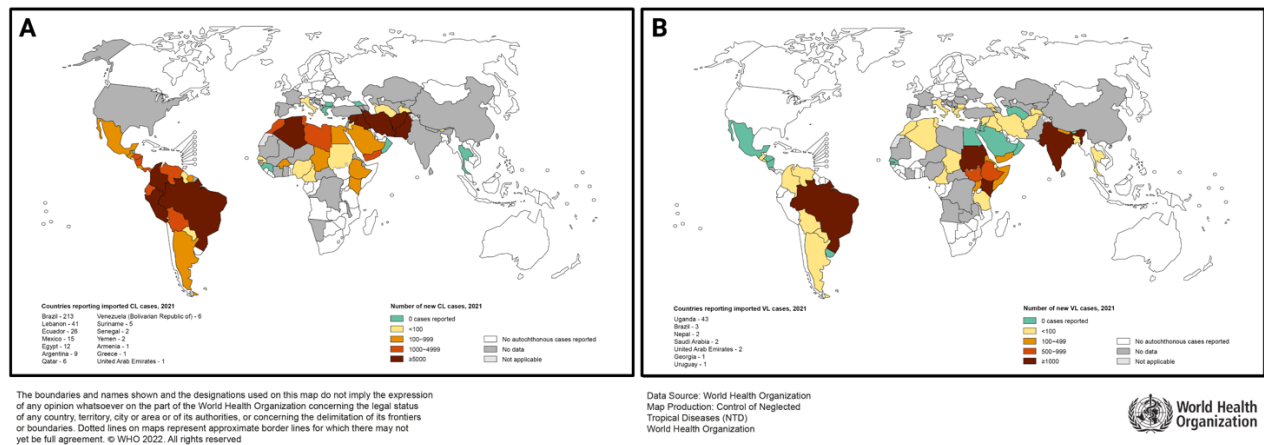 A
Countries reporting imported CL cases, 2021
Brazil - 213 Venezuela (Bolivarian Republic of) - 6
Lebanon - 41 Suriname - 5
Ecuador - 26 Senegal - 2
Mexico - 15 Yemen - 2
Egypt - 12 Armenia - 1
Argentina - 9 Greece - 1
Qatar - 6 United Arab Emirates - 1
Number of new CL cases, 2021
0 cases reported
<100
100–999 No autochthonous cases reported
1000–4999 No data
≥5000 Not applicable
B
Countries reporting imported VL cases, 2021
Uganda - 43
Brazil - 3
Nepal - 2
Saudi Arabia - 2
United Arab Emirates - 2
Georgia - 1
Uruguay - 1
Number of new VL cases, 2021
0 cases reported
<100
100–499 No autochthonous cases reported
500–999 No data
≥1000 Not applicable
The boundaries and names shown and the designations used on this map do not imply the expression
of any opinion whatsoever on the part of the World Health Organization concerning the legal status
of any country, territory, city or area or of its authorities, or concerning the delimitation of its frontiers
or boundaries. Dotted lines on maps represent approximate border lines for which there may not
yet be full agreement. © WHO 2022. All rights reserved
Data Source: World Health Organization
Map Production: Control of Neglected
Tropical Diseases (NTD)
World Health Organization
World Health
Organization